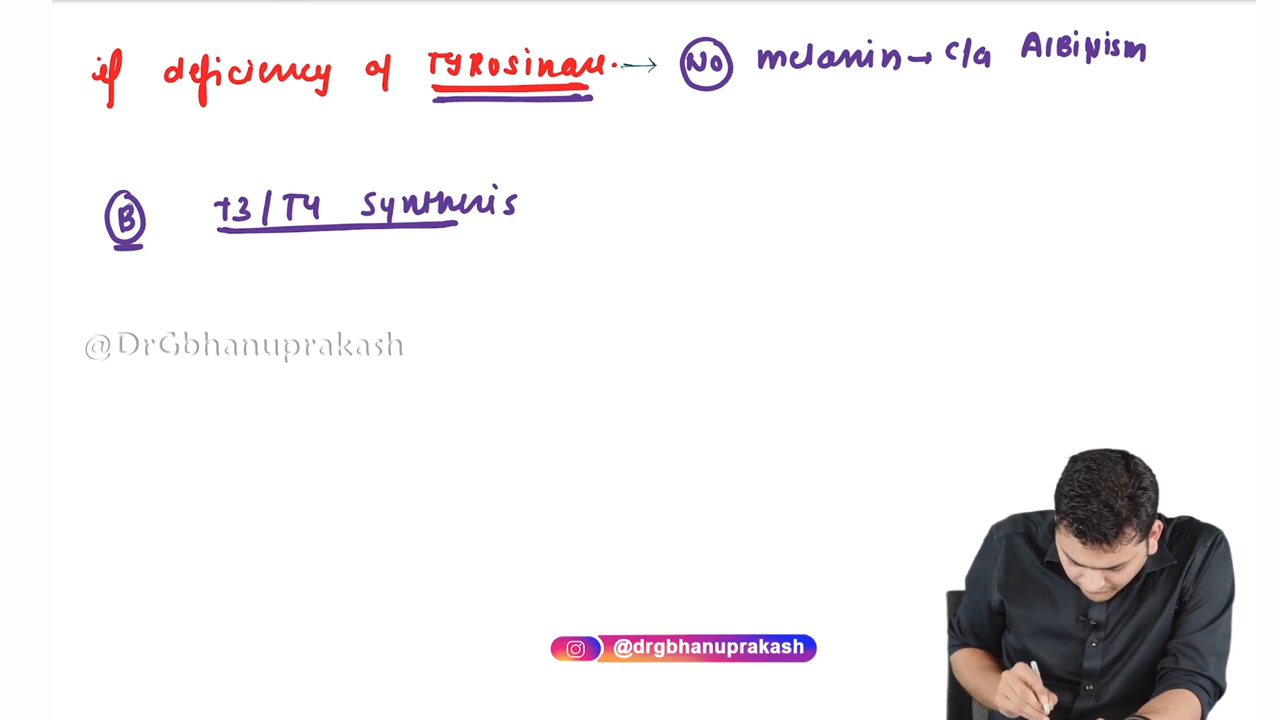 if deficiency of TYROSinase. → NO melanin → c/a AlBiNism
B T3/T4 Synthesis
@DrGbhanuprakash
@drgbhanuprakash